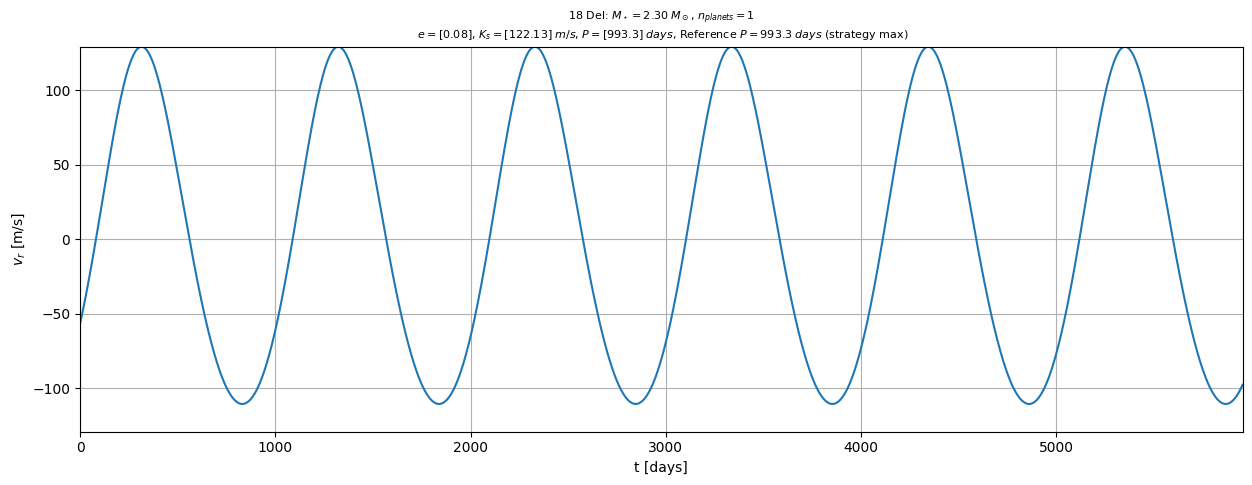 18 Del: $M_\star = 2.30\ M_\odot$, $n_{planets} = 1$
$e = [0.08]$, $K_s = [122.13]\ m/s$, $P = [993.3]\ days$, Reference $P = 993.3\ days$ (strategy max)
100
50
0
−50
−100
$v_r$ [m/s]
0 1000 2000 3000 4000 5000
t [days]